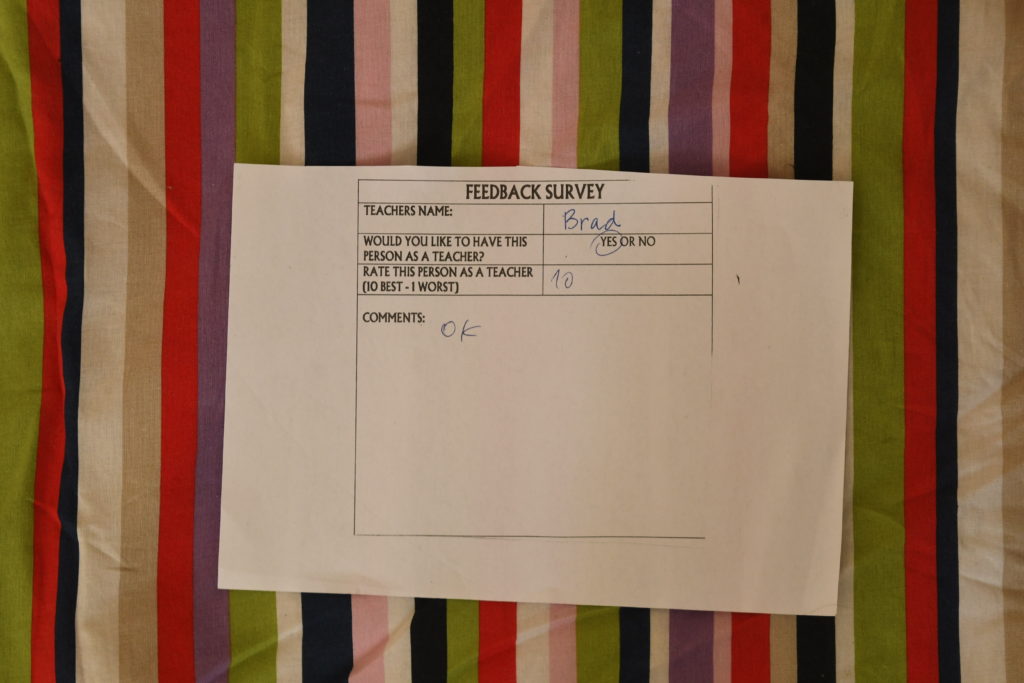 FEEDBACK SURVEY
TEACHERS NAME: Brad
WOULD YOU LIKE TO HAVE THIS
PERSON AS A TEACHER?
YES OR NO
RATE THIS PERSON AS A TEACHER
(10 BEST - 1 WORST)
10
COMMENTS: OK